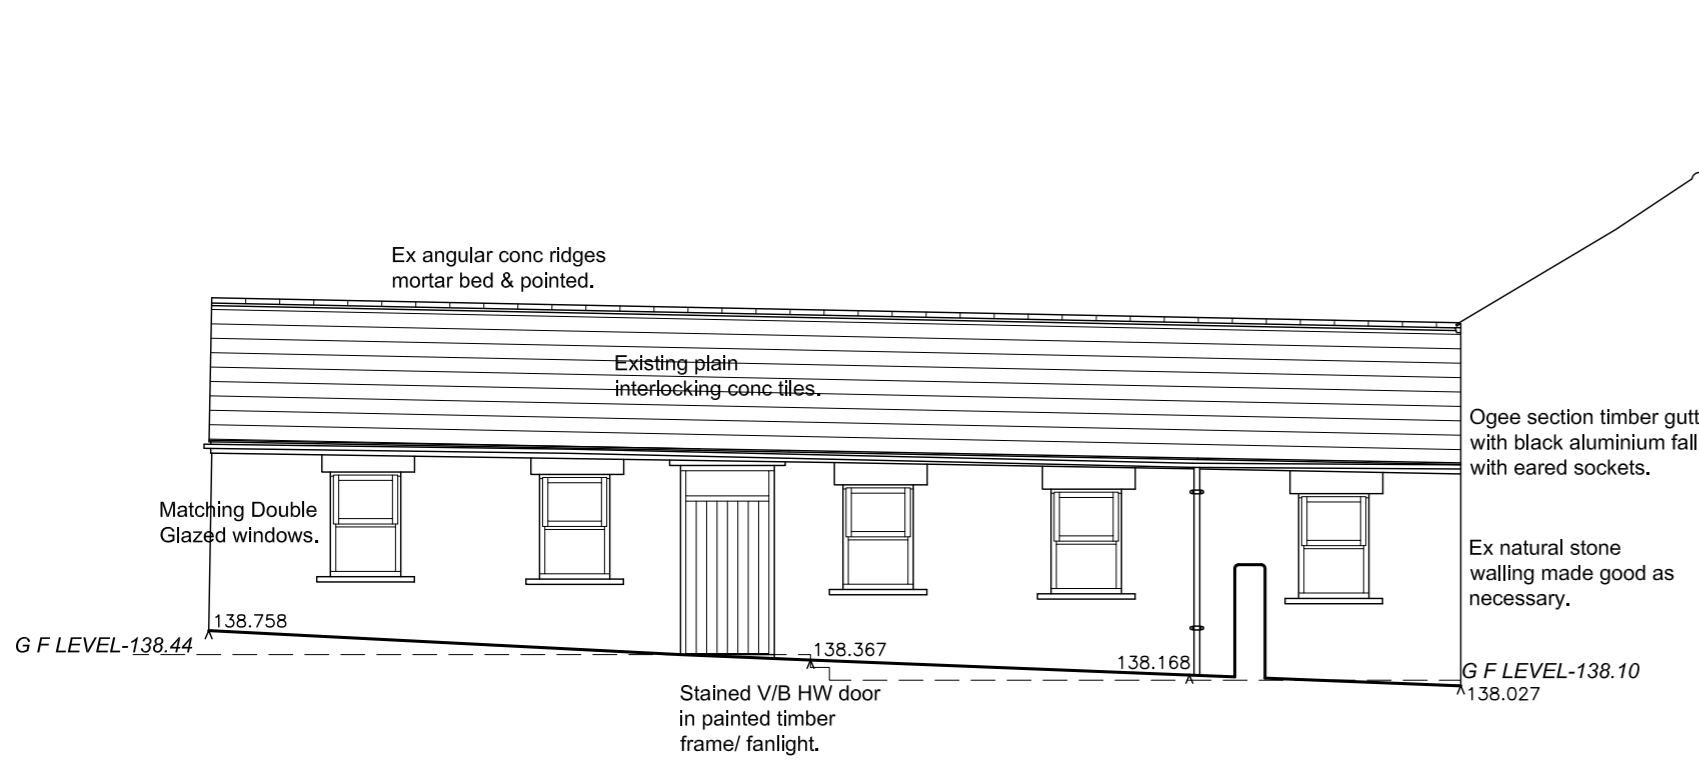 Ex angular conc ridges
mortar bed & pointed.
Existing plain
interlocking conc tiles.
Ogee section timber gutt
with black aluminium fall
with eared sockets.
Matching Double
Glazed windows.
Ex natural stone
walling made good as
necessary.
138.758
G F LEVEL-138.44
138.367
138.168
G F LEVEL-138.10
138.027
Stained V/B HW door
in painted timber
frame/ fanlight.